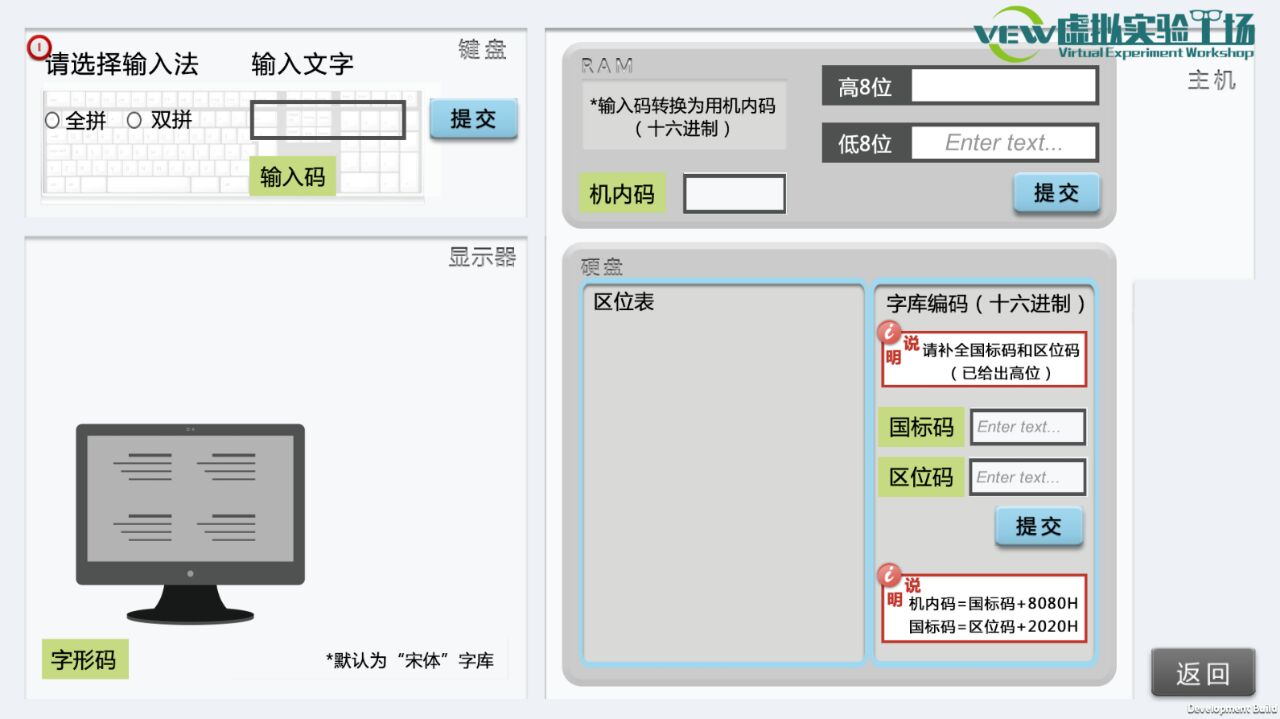 VEW虚拟实验工场
Virtual Experiment Workshop
键盘
请选择输入法
输入文字
全拼
双拼
提交
输入码
主机
RAM
*输入码转换为用机内码
（十六进制）
高8位
低8位
Enter text...
机内码
提交
显示器
字形码
*默认为“宋体”字库
硬盘
区位表
字库编码（十六进制）
说明
请补全国标码和区位码
（已给出高位）
国标码
Enter text...
区位码
Enter text...
提交
说明
机内码=国标码+8080H
国标码=区位码+2020H
返回
Development Build